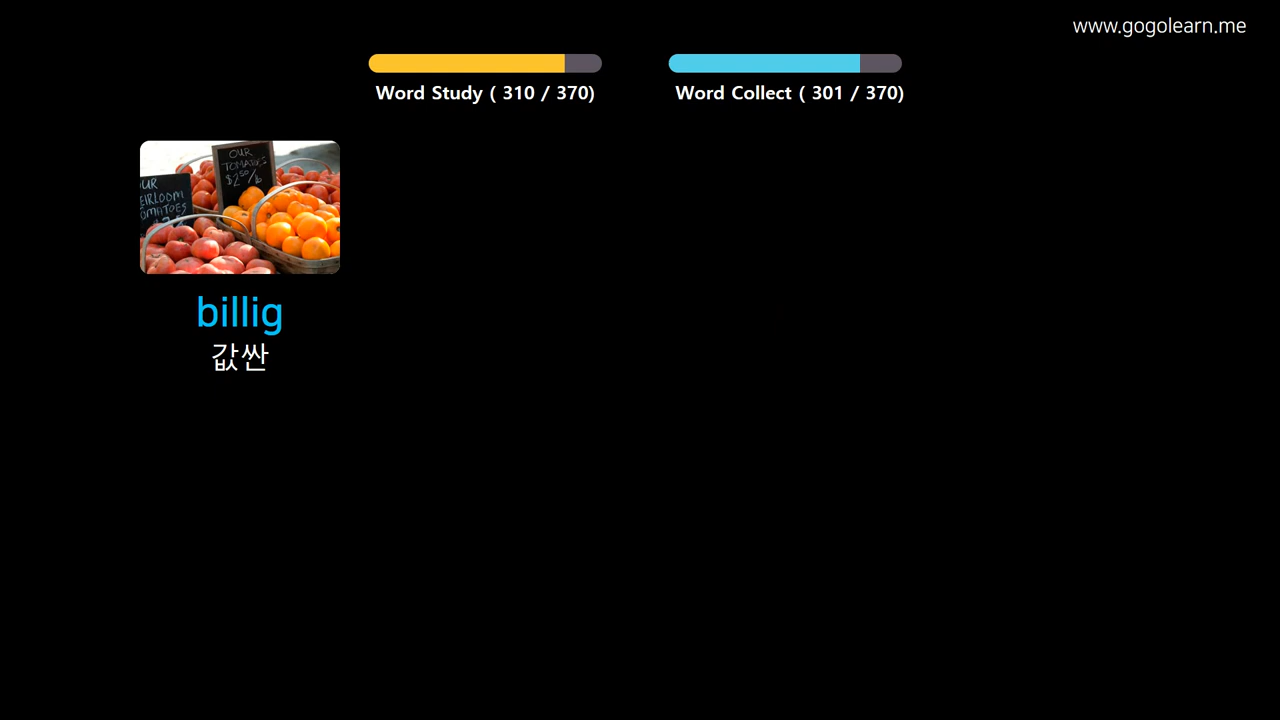 www.gogolearn.me
Word Study ( 310 / 370)
Word Collect ( 301 / 370)
OUR
TOMATOES
$2.50/lb
OUR
HEIRLOOM
TOMATOES
billig
값싼